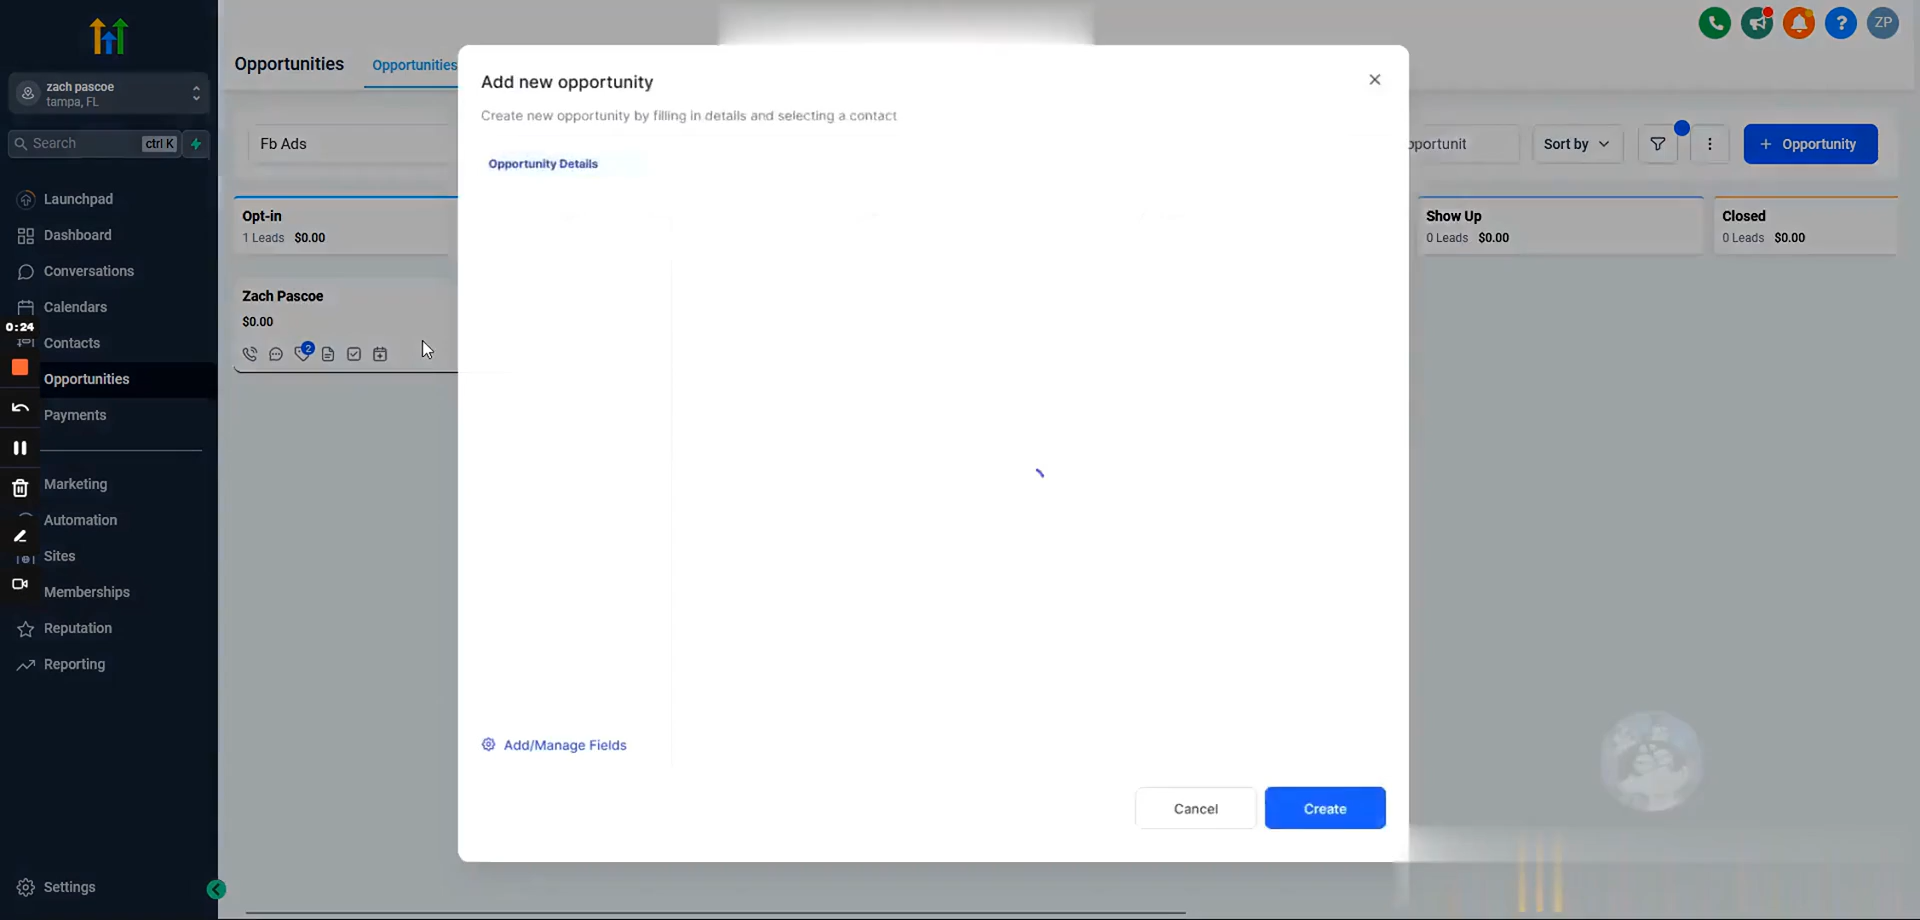 zach pascoe
tampa, FL
Search
ctrl K
Launchpad
Dashboard
Conversations
Calendars
0:24
Contacts
Opportunities
Payments
Marketing
Automation
Sites
Memberships
Reputation
Reporting
Settings
Opportunities
Opportunities
Fb Ads
Opt-in
1 Leads $0.00
Zach Pascoe
$0.00
2
Add new opportunity
Create new opportunity by filling in details and selecting a contact
Opportunity Details
Add/Manage Fields
Cancel
Create
?
ZP
pportunit
Sort by
+ Opportunity
Show Up
0 Leads $0.00
Closed
0 Leads $0.00